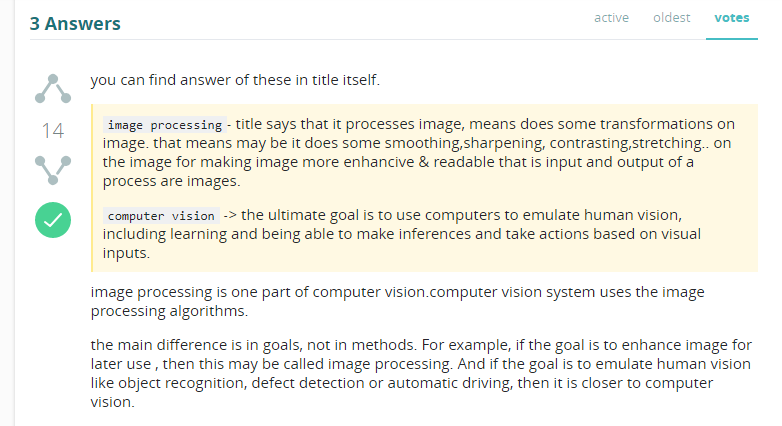 3 Answers
active oldest votes
you can find answer of these in title itself.
14
image processing - title says that it processes image, means does some transformations on
image. that means may be it does some smoothing,sharpening, contrasting,stretching.. on
the image for making image more enhancive & readable that is input and output of a
process are images.
computer vision -> the ultimate goal is to use computers to emulate human vision,
including learning and being able to make inferences and take actions based on visual
inputs.
image processing is one part of computer vision.computer vision system uses the image
processing algorithms.
the main difference is in goals, not in methods. For example, if the goal is to enhance image for
later use , then this may be called image processing. And if the goal is to emulate human vision
like object recognition, defect detection or automatic driving, then it is closer to computer
vision.